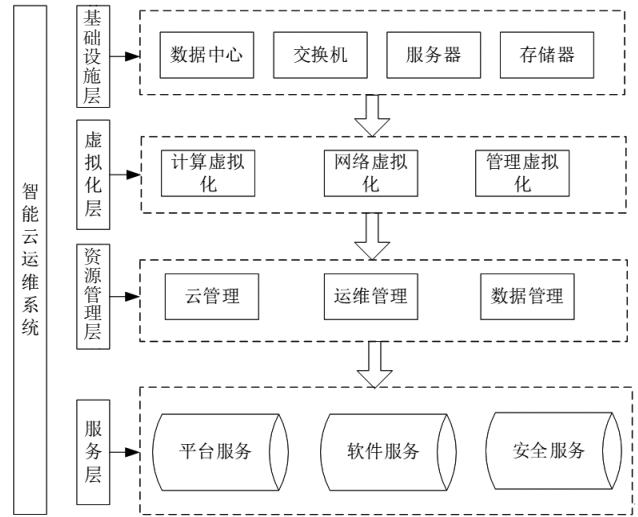 智能云运维系统
基础设施层
数据中心
交换机
服务器
存储器
虚拟化层
计算虚拟
化
网络虚拟
化
管理虚拟
化
资源管理层
云管理
运维管理
数据管理
服务层
平台服务
软件服务
安全服务